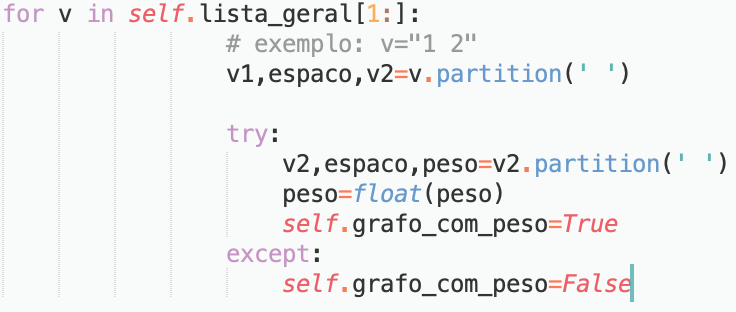 for v in self.lista_geral[1:]:
# exemplo: v="1 2"
v1,espaco,v2=v.partition(' ')
try:
v2,espaco,peso=v2.partition(' ')
peso=float(peso)
self.grafo_com_peso=True
except:
self.grafo_com_peso=False